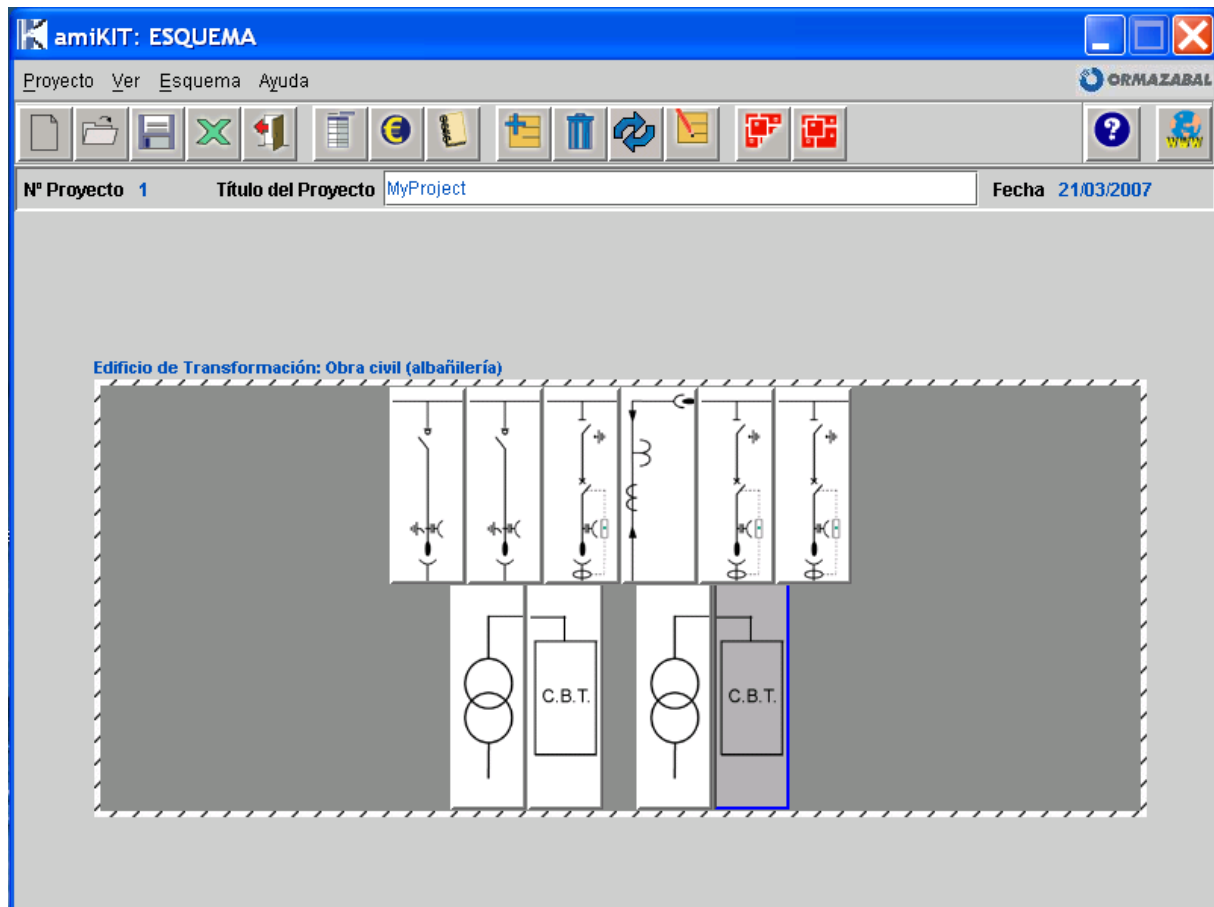 amiKIT: ESQUEMA
Proyecto Ver Esquema Ayuda
ORMAZABAL
WWW
Nº Proyecto 1 Título del Proyecto MyProject Fecha 21/03/2007
Edificio de Transformación: Obra civil (albañilería)
C.B.T.
C.B.T.